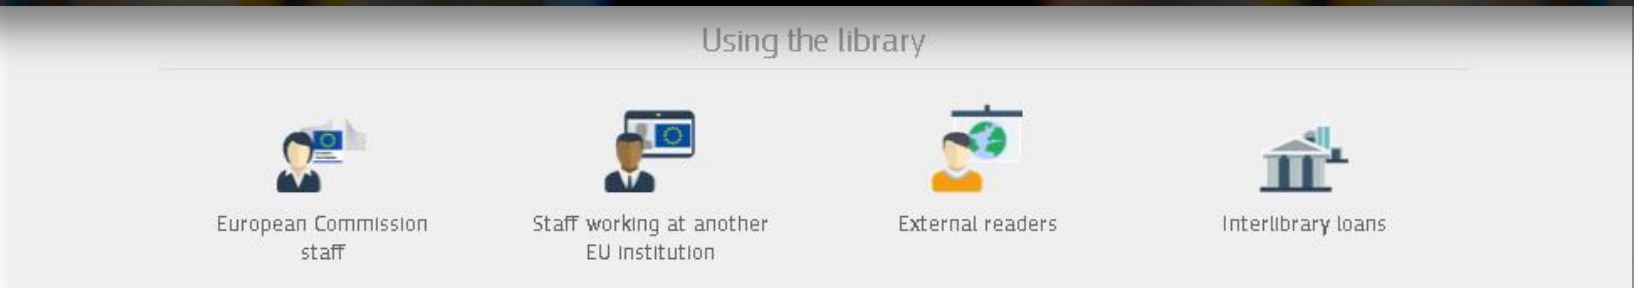 Using the library
European Commission
staff
Staff working at another
EU institution
External readers
Interlibrary loans